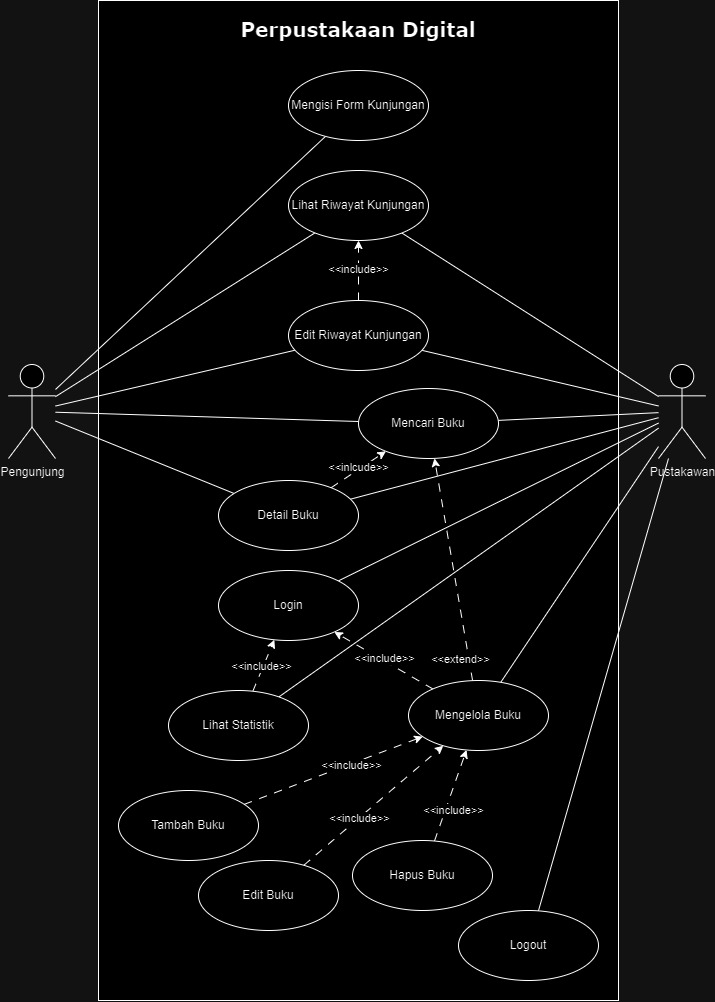 Perpustakaan Digital
Mengisi Form Kunjungan
Lihat Riwayat Kunjungan
<<include>>
Edit Riwayat Kunjungan
Mencari Buku
Pengunjung
Pustakawan
<<inlcude>>
Detail Buku
Login
<<include>>
<<extend>>
<<include>>
Lihat Statistik
Mengelola Buku
<<include>>
<<include>>
<<include>>
Tambah Buku
Hapus Buku
Edit Buku
Logout